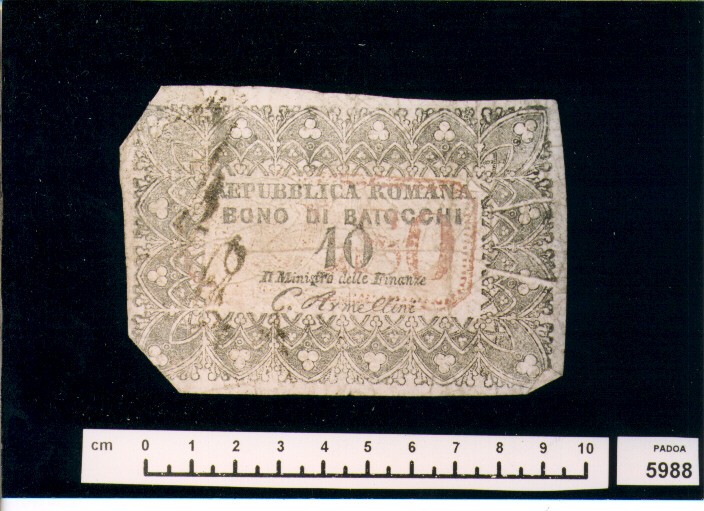 REPUBBLICA ROMANA
BONO DI BAIOCCHI
10
Il Ministro delle Finanze
C. Armellini
cm 0 1 2 3 4 5 6 7 8 9 10
PADOA
5988